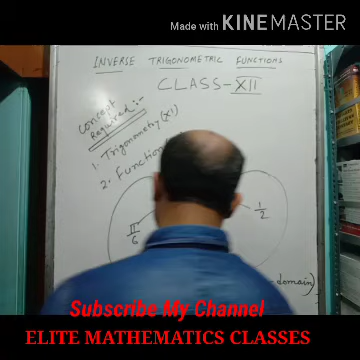 Made with KINEMASTER
INVERSE TRIGONOMETRIC FUNCTIONS
CLASS-XII
Concept
Required:-
1. Trigonometry (XI)
2. Function
π/6
1/2
domain)
Subscribe My Channel
ELITE MATHEMATICS CLASSES